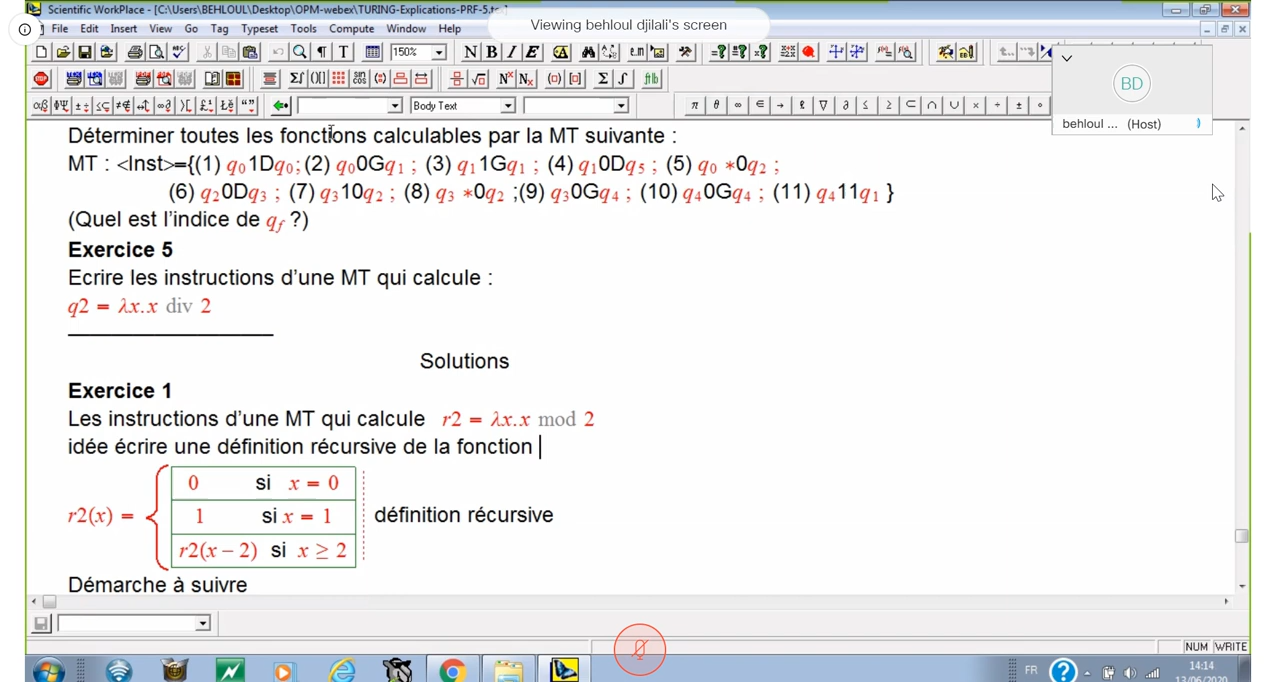 Scientific WorkPlace - [C:\Users\BEHLOUL\Desktop\OPM-webex\TURING-Explications-PRF-5.te
Viewing behloul djilali's screen
File Edit Insert View Go Tag Typeset Tools Compute Window Help
150%
Body Text
BD
behloul ... (Host)
Déterminer toutes les fonctions calculables par la MT suivante :
MT : <Inst>={(1) q₀1Dq₀; (2) q₀0Gq₁ ; (3) q₁1Gq₁ ; (4) q₁0Dq₅ ; (5) q₀ *0q₂ ;
(6) q₂0Dq₃ ; (7) q₃10q₂ ; (8) q₃ *0q₂ ;(9) q₃0Gq₄ ; (10) q₄0Gq₄ ; (11) q₄11q₁ }
(Quel est l'indice de q_f ?)
Exercice 5
Ecrire les instructions d'une MT qui calcule :
q2 = λx.x div 2
Solutions
Exercice 1
Les instructions d'une MT qui calcule r2 = λx.x mod 2
idée écrire une définition récursive de la fonction
0 si x = 0
r2(x) = 1 si x = 1 définition récursive
r2(x − 2) si x ≥ 2
Démarche à suivre
NUM WRITE
FR
14:14
13/06/2020